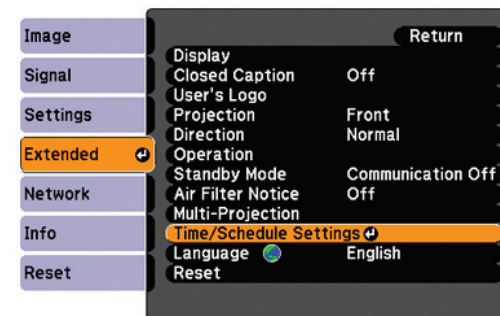 Image
Signal
Settings
Extended
Network
Info
Reset
Return
Display
Closed Caption Off
User's Logo
Projection Front
Direction Normal
Operation
Standby Mode Communication Off
Air Filter Notice Off
Multi-Projection
Time/Schedule Settings
Language English
Reset